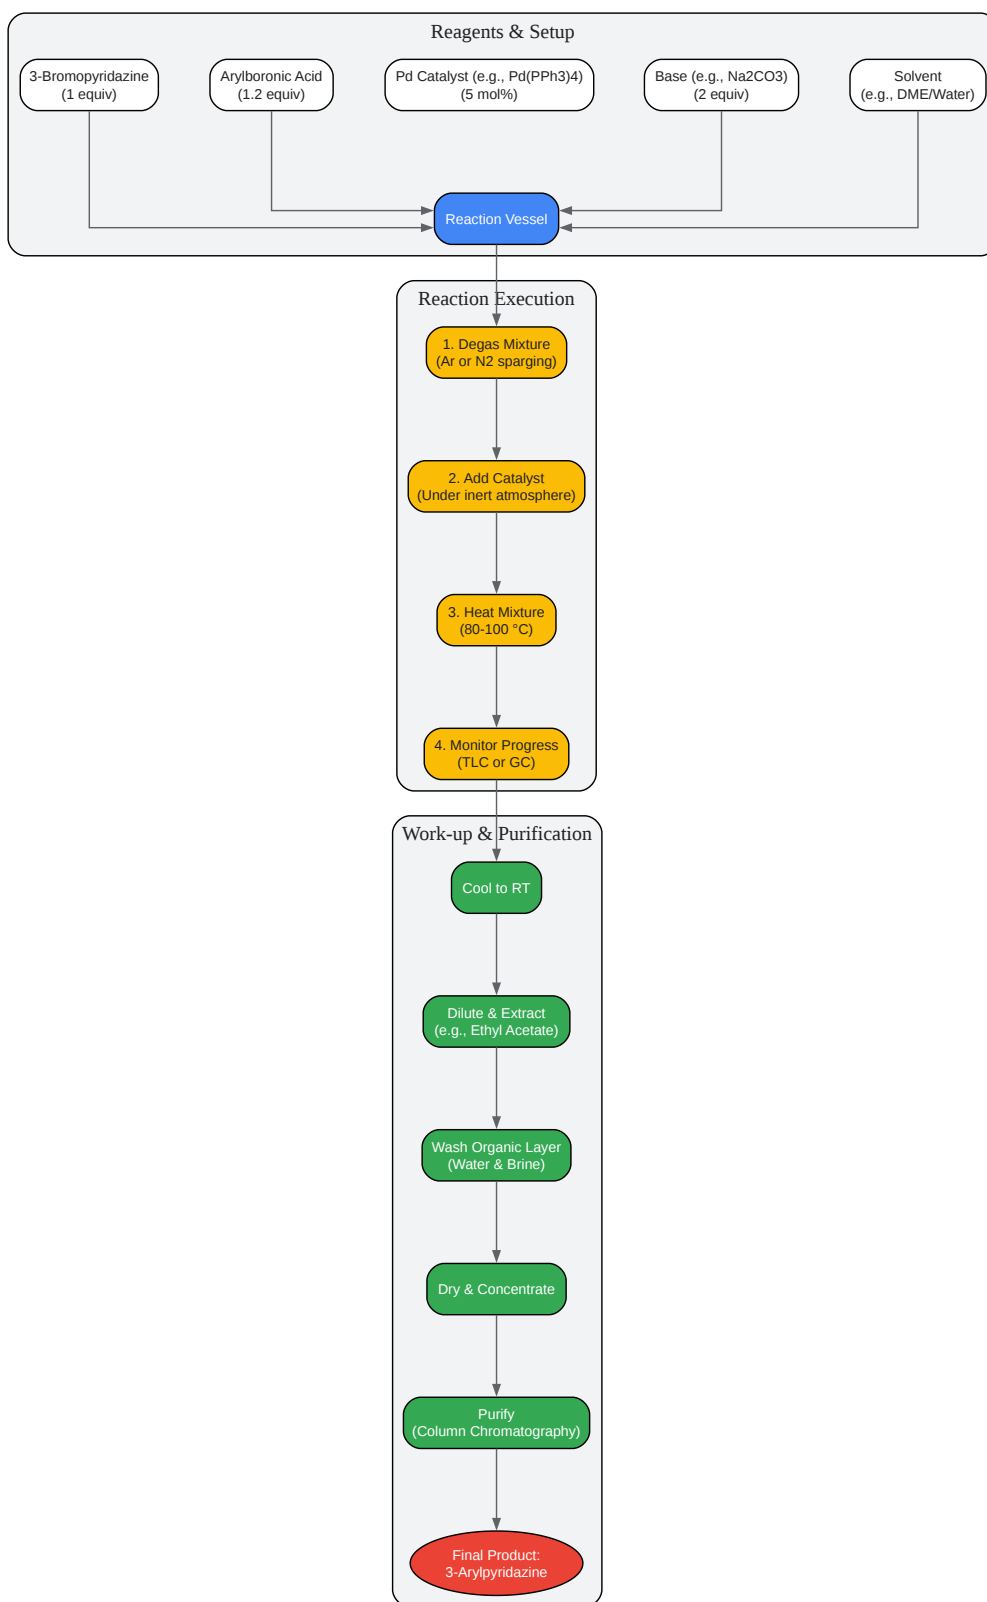 Reagents & Setup
3-Bromopyridazine
(1 equiv)
Arylboronic Acid
(1.2 equiv)
Pd Catalyst (e.g., Pd(PPh3)4)
(5 mol%)
Base (e.g., Na2CO3)
(2 equiv)
Solvent
(e.g., DME/Water)
Reaction Vessel
Reaction Execution
1. Degas Mixture
(Ar or N2 sparging)
2. Add Catalyst
(Under inert atmosphere)
3. Heat Mixture
(80-100 °C)
4. Monitor Progress
(TLC or GC)
Work-up & Purification
Cool to RT
Dilute & Extract
(e.g., Ethyl Acetate)
Wash Organic Layer
(Water & Brine)
Dry & Concentrate
Purify
(Column Chromatography)
Final Product:
3-Arylpyridazine